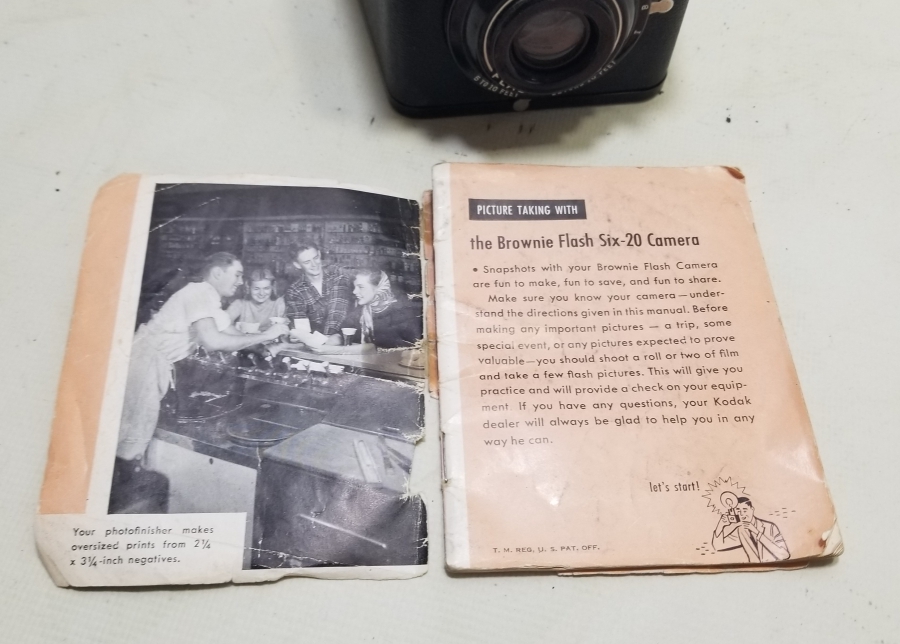 8 TO 10 FEET
Your photofinisher makes
oversized prints from 2¼
x 3¼-inch negatives.
PICTURE TAKING WITH
the Brownie Flash Six-20 Camera
• Snapshots with your Brownie Flash Camera
are fun to make, fun to save, and fun to share.
Make sure you know your camera — under-
stand the directions given in this manual. Before
making any important pictures — a trip, some
special event, or any pictures expected to prove
valuable—you should shoot a roll or two of film
and take a few flash pictures. This will give you
practice and will provide a check on your equip-
ment. If you have any questions, your Kodak
dealer will always be glad to help you in any
way he can.
let's start!
T. M. REG. U. S. PAT. OFF.